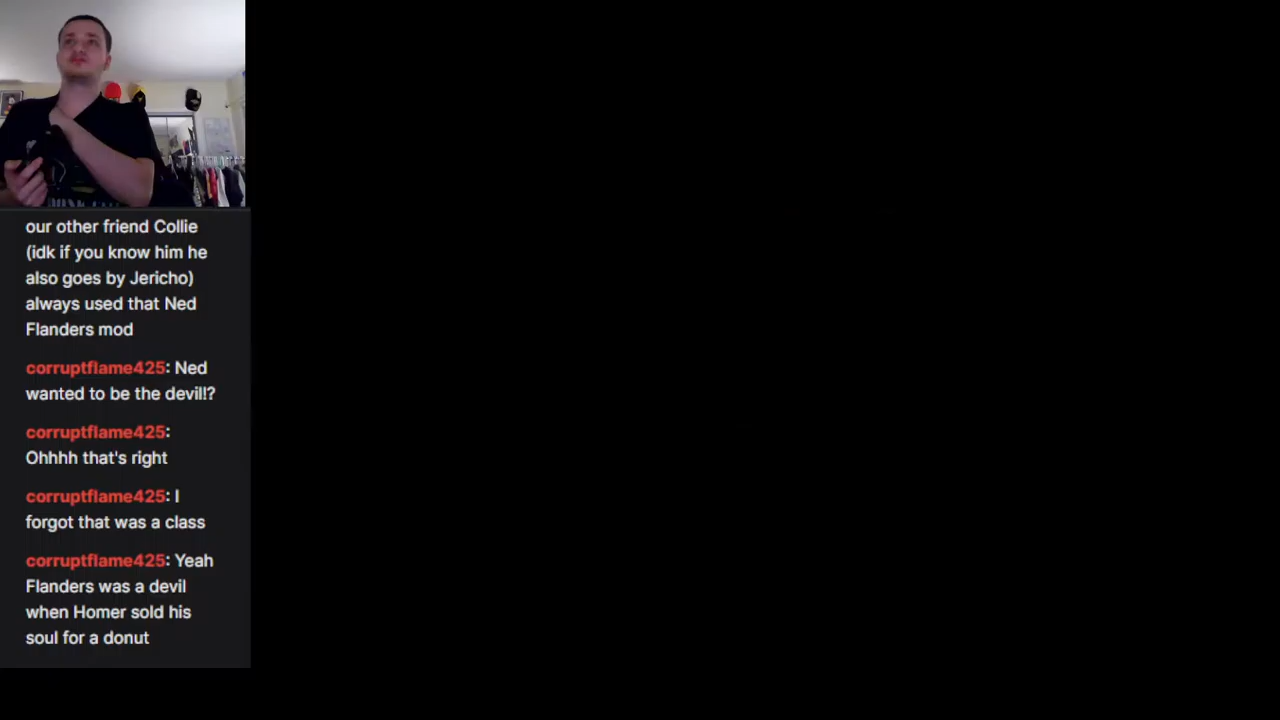 our other friend Collie
(idk if you know him he
also goes by Jericho)
always used that Ned
Flanders mod
corruptflame425: Ned
wanted to be the devil!?
corruptflame425:
Ohhhh that's right
corruptflame425: I
forgot that was a class
corruptflame425: Yeah
Flanders was a devil
when Homer sold his
soul for a donut